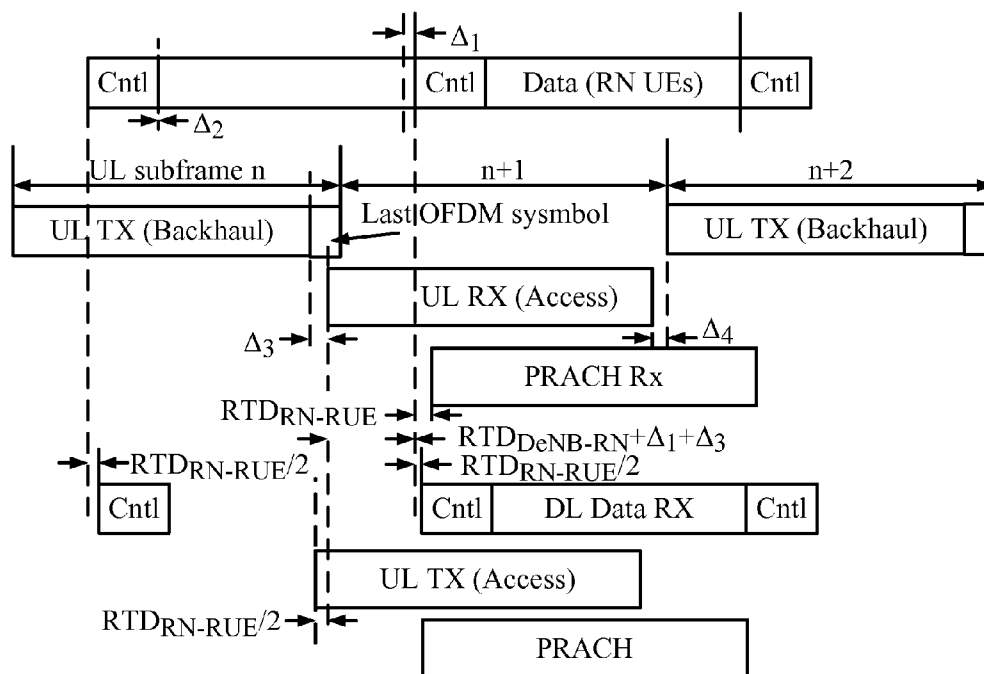 Δ1
Cntl
Cntl
Data (RN UEs)
Cntl
Δ2
UL subframe n
n+1
n+2
UL TX (Backhaul)
Last OFDM sysmbol
UL TX (Backhaul)
UL RX (Access)
Δ3
Δ4
PRACH Rx
RTDRN-RUE
RTDDeNB-RN+Δ1+Δ3
RTDRN-RUE/2
RTDRN-RUE/2
Cntl
Cntl
DL Data RX
Cntl
UL TX (Access)
RTDRN-RUE/2
PRACH